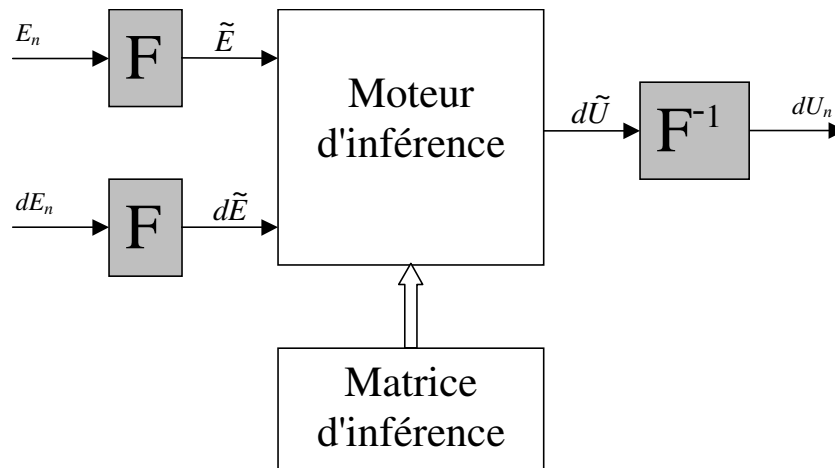 Eₙ
F
Ẽ
Moteur
d'inférence
dŨ
F⁻¹
dUₙ
dEₙ
F
dẼ
Matrice
d'inférence